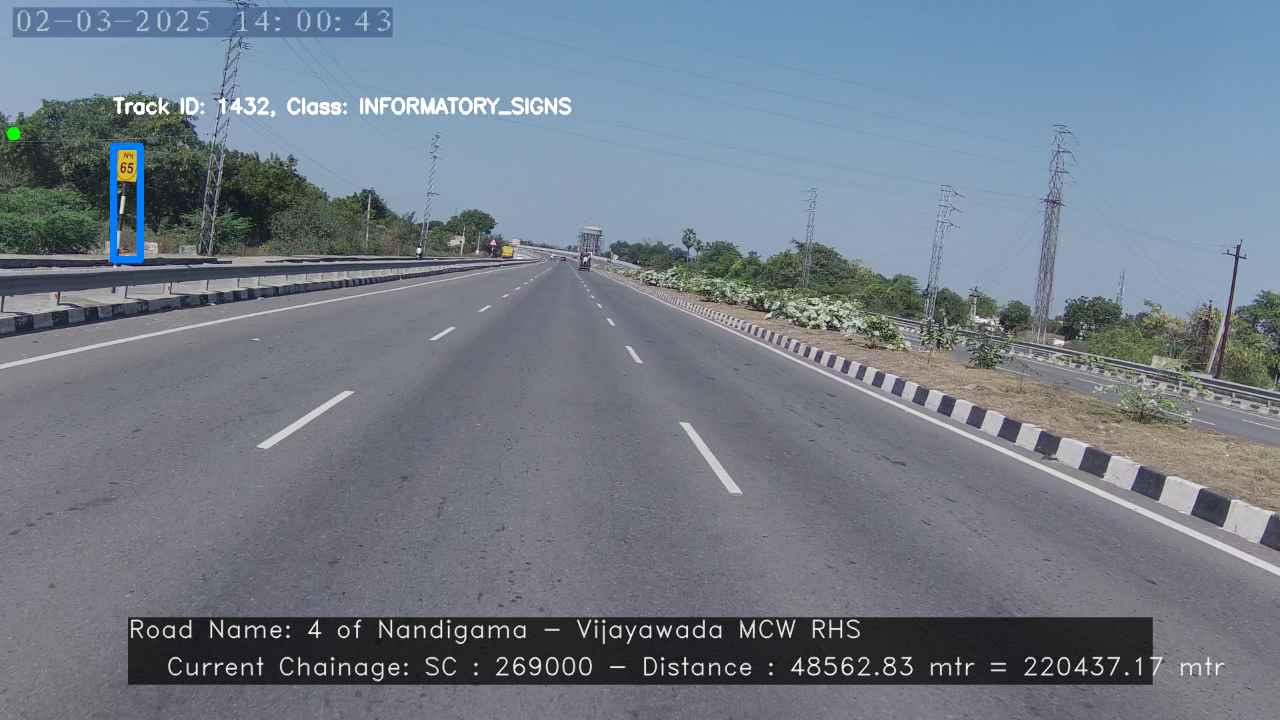 02-03-2025 14:00:43
Track ID: 1432, Class: INFORMATORY_SIGNS
NH
65
Road Name: 4 of Nandigama - Vijayawada MCW RHS
Current Chainage: SC : 269000 - Distance : 48562.83 mtr = 220437.17 mtr